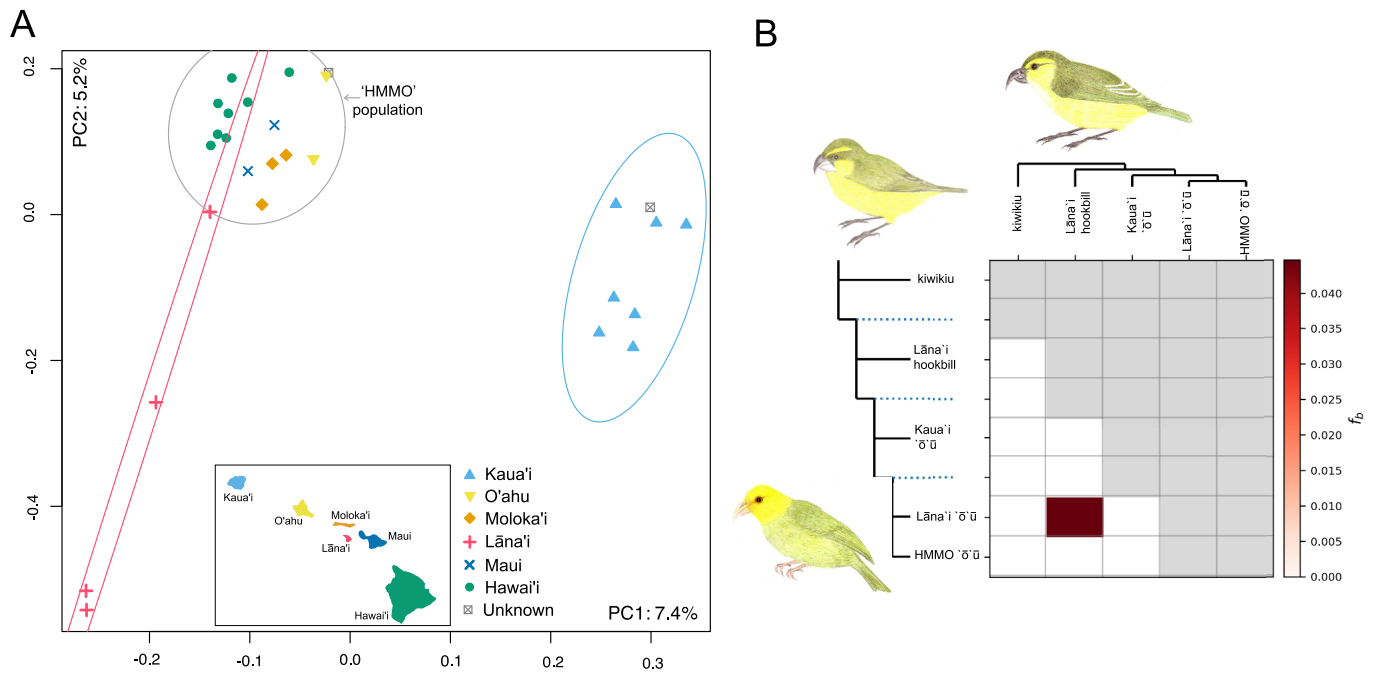 A
PC2: 5.2%
0.2
0.0
-0.2
-0.4
'HMMO'
population
Kaua'i
O'ahu
Moloka'i
Lāna'i
Maui
Hawai'i
Kaua'i
O'ahu
Moloka'i
Lāna'i
Maui
Hawai'i
Unknown
PC1: 7.4%
-0.2
-0.1
0.0
0.1
0.2
0.3
B
kiwikiu
Lāna`i
hookbill
Kaua`i
`ō`ū
Lāna`i `ō`ū
HMMO `ō`ū
kiwikiu
Lāna`i
hookbill
Kaua`i
`ō`ū
Lāna`i `ō`ū
HMMO `ō`ū
0.040
0.035
0.030
0.025
0.020
0.015
0.010
0.005
0.000
fb